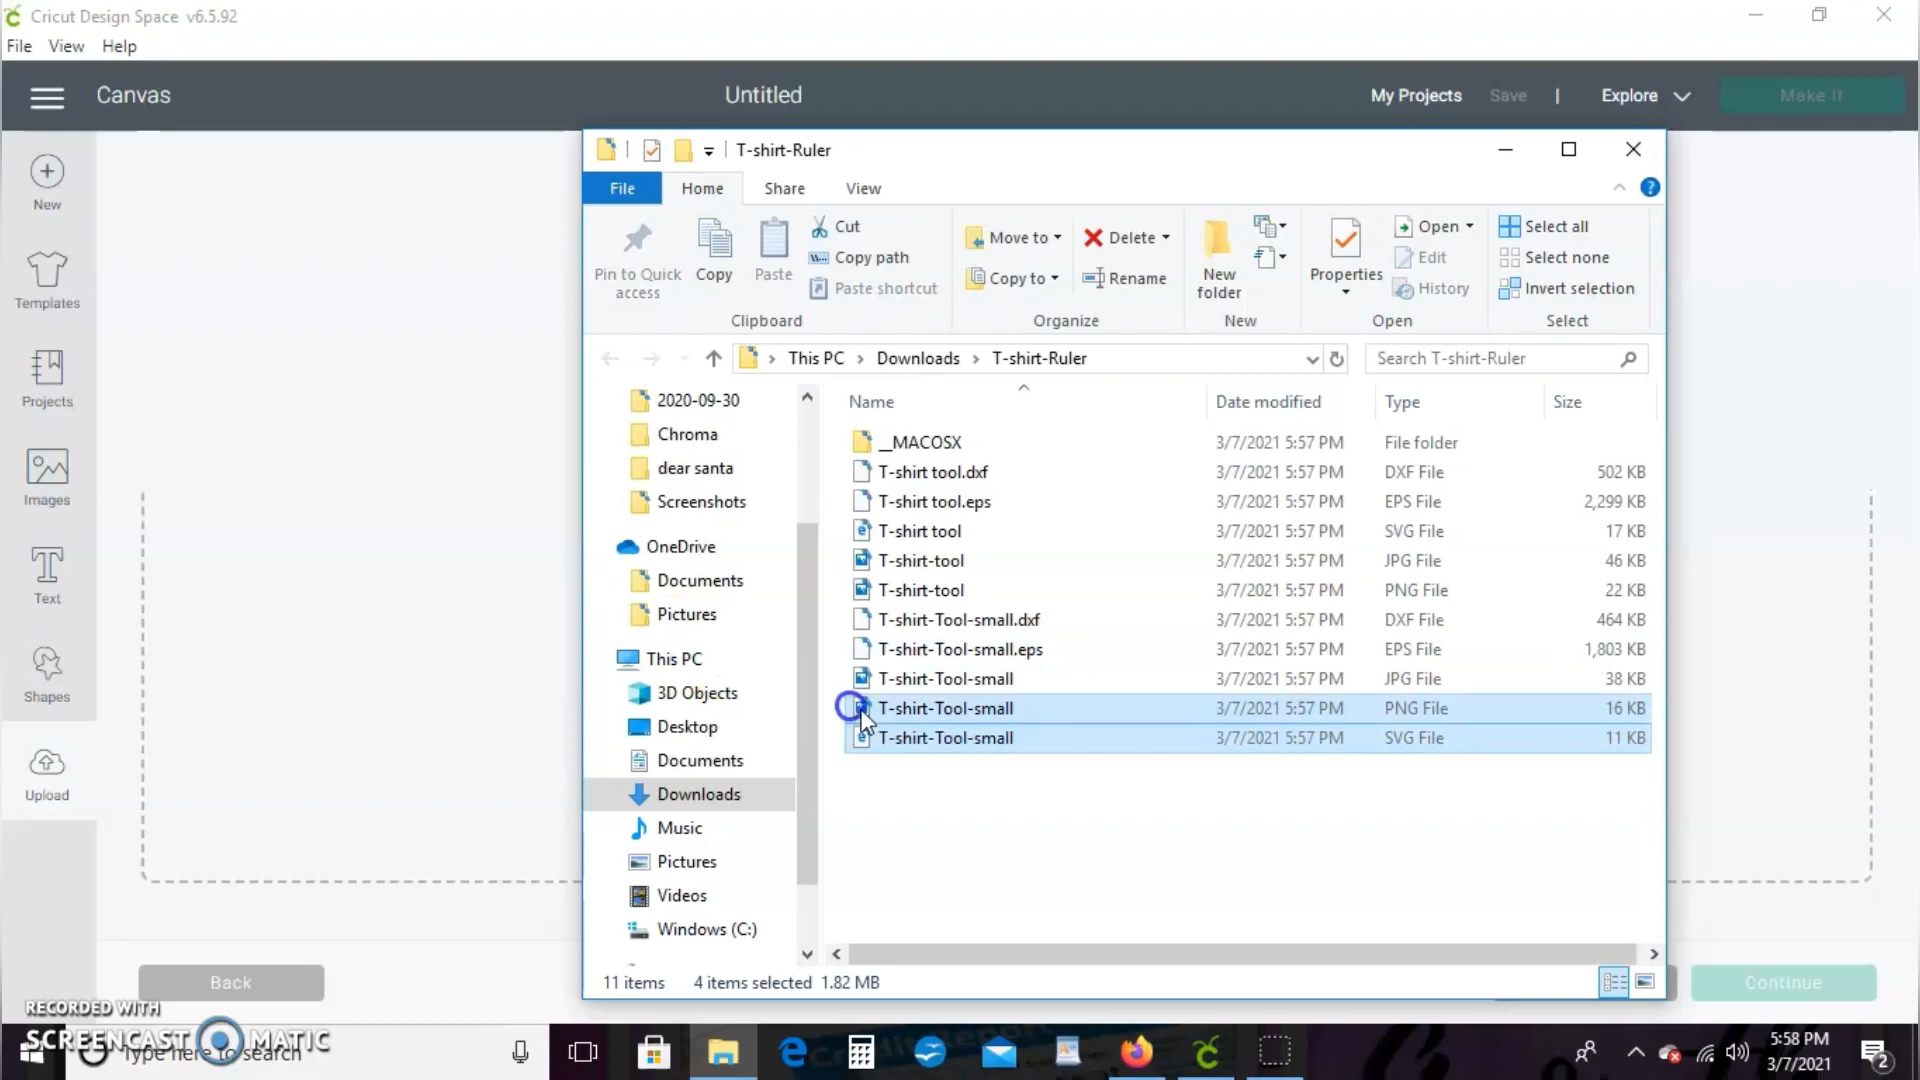 Cricut Design Space v6.5.92
File View Help
Canvas
Untitled
My Projects Save | Explore Make It
New
Templates
Projects
Images
Text
Shapes
Upload
T-shirt-Ruler
File Home Share View
Pin to Quick access
Copy
Paste
Cut
Copy path
Paste shortcut
Clipboard
Move to
Copy to
Delete
Rename
Organize
New folder
New
Properties
Open
Edit
History
Open
Select all
Select none
Invert selection
Select
This PC > Downloads > T-shirt-Ruler
Search T-shirt-Ruler
2020-09-30
Chroma
dear santa
Screenshots
OneDrive
Documents
Pictures
This PC
3D Objects
Desktop
Documents
Downloads
Music
Pictures
Videos
Windows (C:)
Name Date modified Type Size
__MACOSX 3/7/2021 5:57 PM File folder
T-shirt tool.dxf 3/7/2021 5:57 PM DXF File 502 KB
T-shirt tool.eps 3/7/2021 5:57 PM EPS File 2,299 KB
T-shirt tool 3/7/2021 5:57 PM SVG File 17 KB
T-shirt-tool 3/7/2021 5:57 PM JPG File 46 KB
T-shirt-tool 3/7/2021 5:57 PM PNG File 22 KB
T-shirt-Tool-small.dxf 3/7/2021 5:57 PM DXF File 464 KB
T-shirt-Tool-small.eps 3/7/2021 5:57 PM EPS File 1,803 KB
T-shirt-Tool-small 3/7/2021 5:57 PM JPG File 38 KB
T-shirt-Tool-small 3/7/2021 5:57 PM PNG File 16 KB
T-shirt-Tool-small 3/7/2021 5:57 PM SVG File 11 KB
11 items 4 items selected 1.82 MB
Back
Continue
RECORDED WITH
SCREENCAST MATIC
Type here to search
5:58 PM
3/7/2021
2